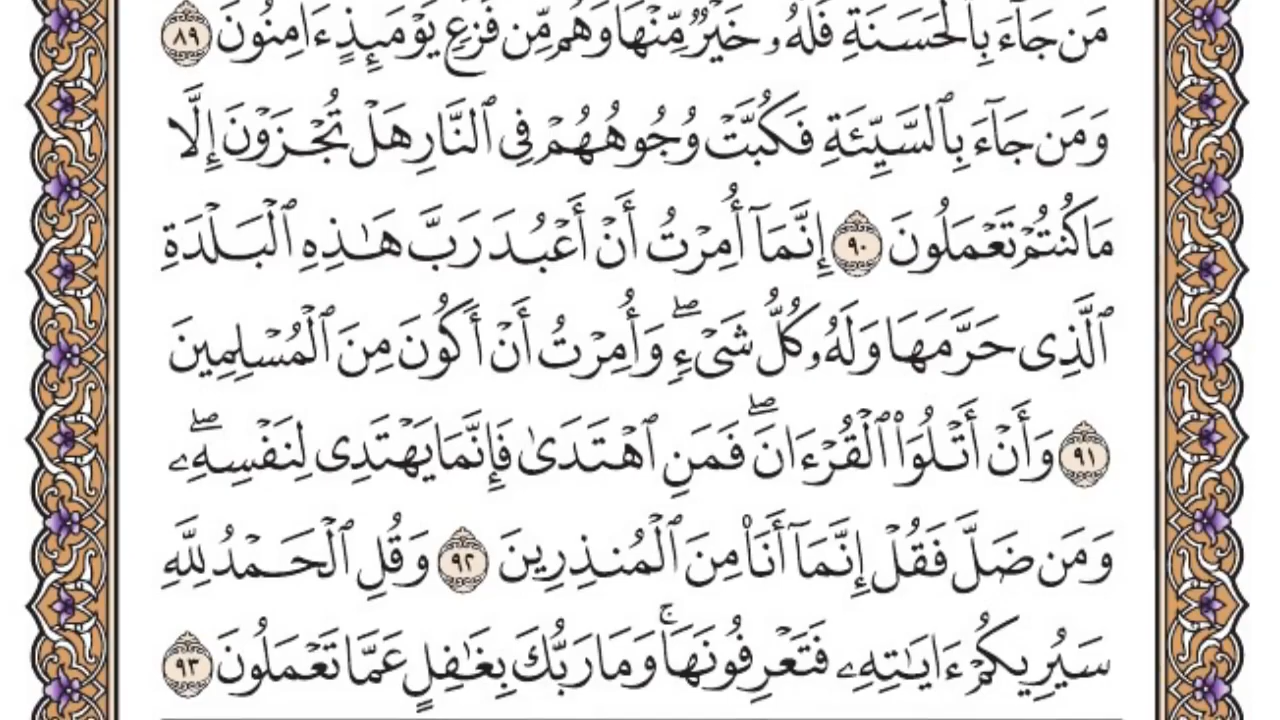 مَن جَآءَ بِٱلْحَسَنَةِ فَلَهُۥ خَيْرٌ مِّنْهَا وَهُم مِّن فَزَعٍ يَوْمَئِذٍ ءَامِنُونَ ٨٩
وَمَن جَآءَ بِٱلسَّيِّئَةِ فَكُبَّتْ وُجُوهُهُمْ فِى ٱلنَّارِ هَلْ تُجْزَوْنَ إِلَّا
مَا كُنتُمْ تَعْمَلُونَ ٩٠ إِنَّمَآ أُمِرْتُ أَنْ أَعْبُدَ رَبَّ هَـٰذِهِ ٱلْبَلْدَةِ
ٱلَّذِى حَرَّمَهَا وَلَهُۥ كُلُّ شَىْءٍۖ وَأُمِرْتُ أَنْ أَكُونَ مِنَ ٱلْمُسْلِمِينَ
٩١ وَأَنْ أَتْلُوَا۟ ٱلْقُرْءَانَۖ فَمَنِ ٱهْتَدَىٰ فَإِنَّمَا يَهْتَدِى لِنَفْسِهِۦۖ
وَمَن ضَلَّ فَقُلْ إِنَّمَآ أَنَا۠ مِنَ ٱلْمُنذِرِينَ ٩٢ وَقُلِ ٱلْحَمْدُ لِلَّهِ
سَيُرِيكُمْ ءَايَـٰتِهِۦ فَتَعْرِفُونَهَاۚ وَمَا رَبُّكَ بِغَـٰفِلٍ عَمَّا تَعْمَلُونَ ٩٣